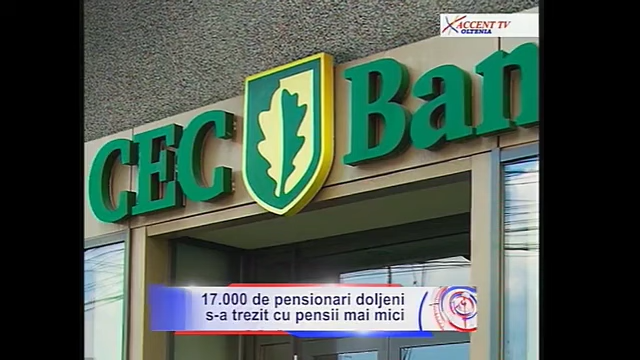 ACCENT TV
OLTENIA
CEC Ban
17.000 de pensionari doljeni
s-a trezit cu pensii mai mici